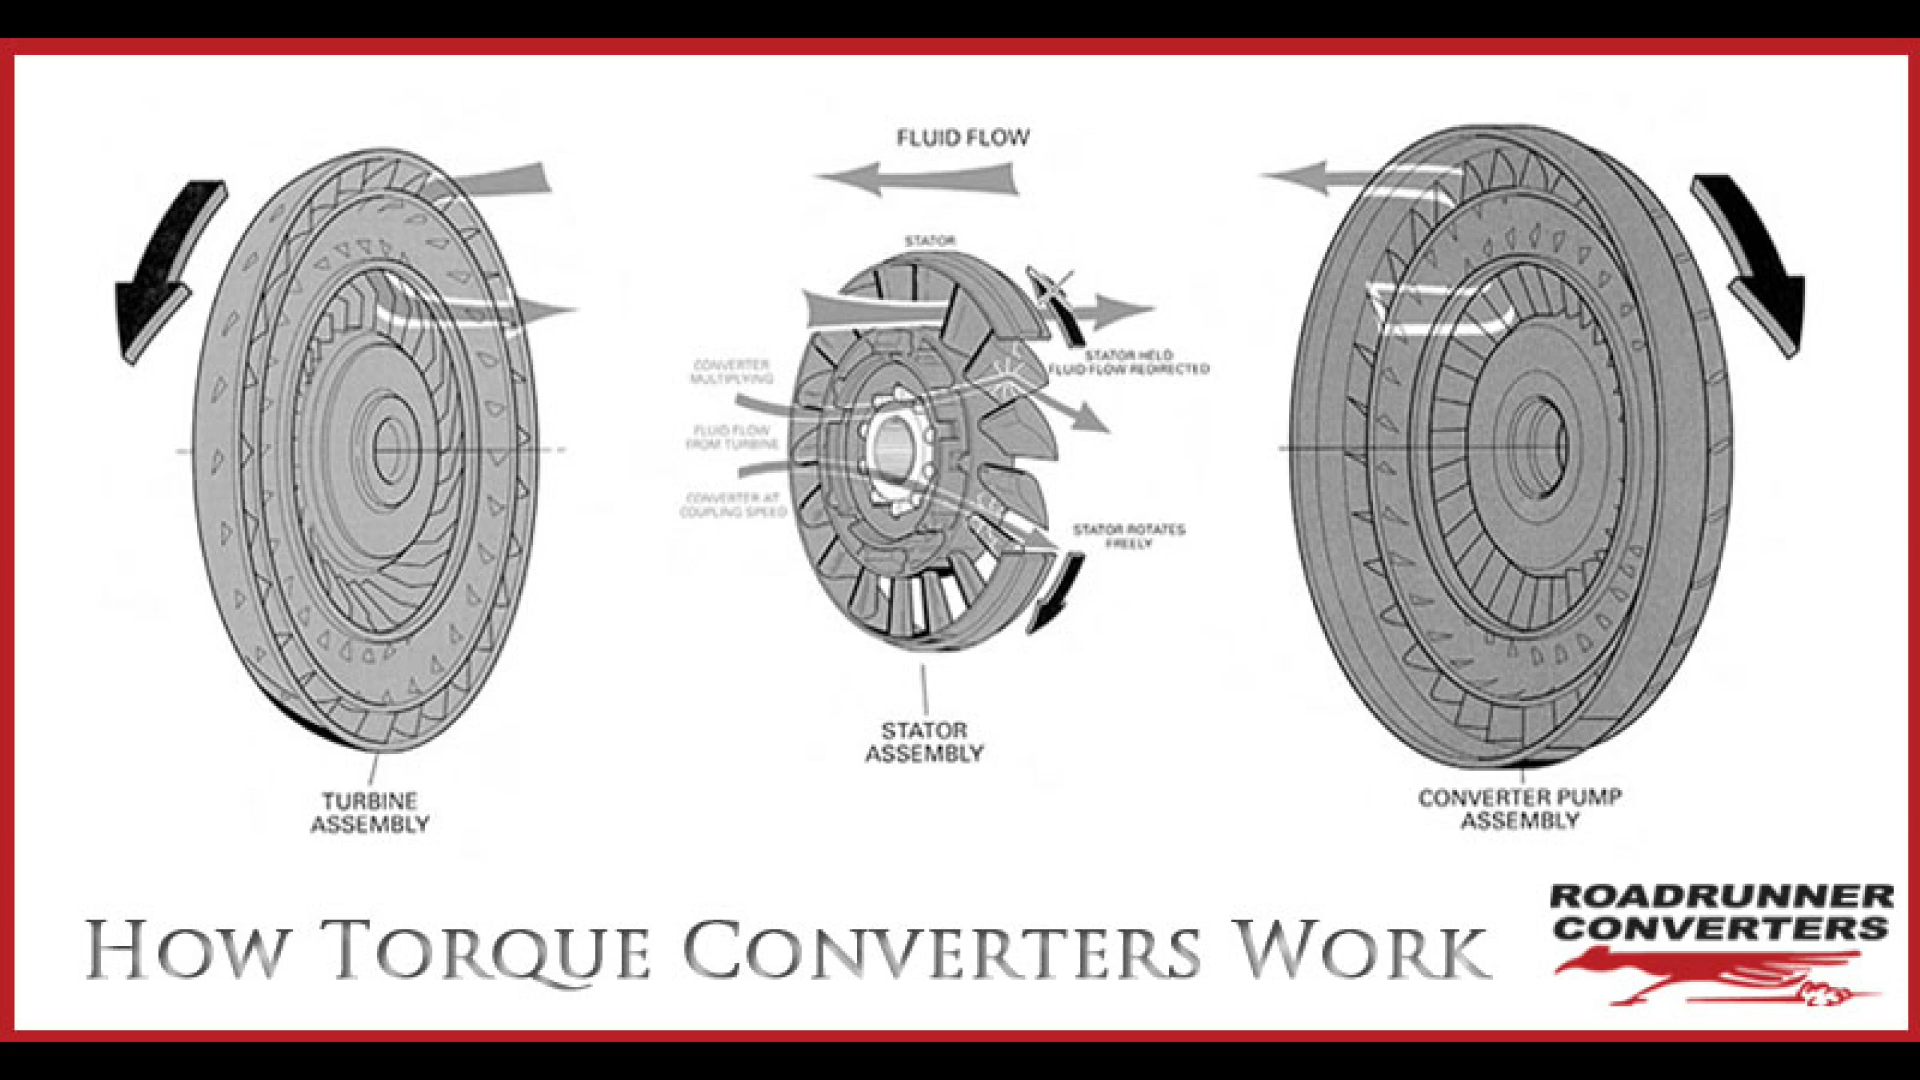 FLUID FLOW
STATOR
STATOR HELD
FLUID FLOW REDIRECTED
CONVERTER
MULTIPLYING
FLUID FLOW
FROM TURBINE
CONVERTER AT
COUPLING SPEED
STATOR ROTATES
FREELY
STATOR
ASSEMBLY
TURBINE
ASSEMBLY
CONVERTER PUMP
ASSEMBLY
HOW TORQUE CONVERTERS WORK
ROADRUNNER
CONVERTERS